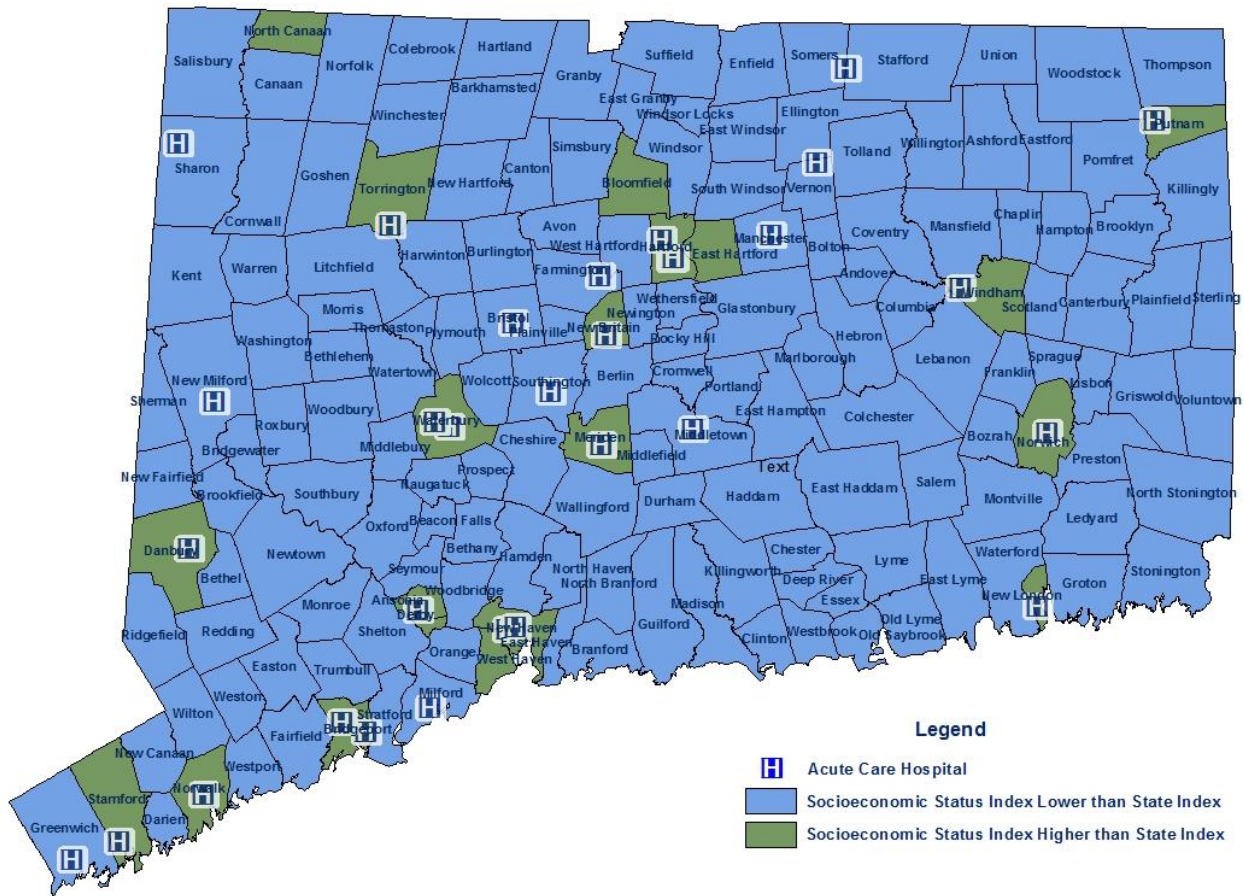 North Canaan
Colebrook
Hartland
Suffield
Somers
Stafford
Union
Salisbury
Norfolk
Enfield
Woodstock
Thompson
Canaan
Granby
Barkhamsted
East Granby
Windsor Locks
Ellington
Winchester
East Windsor
Putnam
H
Simsbury
Windsor
Willington
Ashford
Eastford
Tolland
Pomfret
Sharon
Goshen
Canton
Torrington
New Hartford
Bloomfield
South Windsor
Vernon
Killingly
Cornwall
Avon
Chaplin
Mansfield
Hampton
Brooklyn
West Hartford
Hartford
Manchester
Coventry
Burlington
East Hartford
Bolton
Harwinton
Kent
Warren
Litchfield
Farmington
Andover
Windham
Scotland
Canterbury
Plainfield
Sterling
Wethersfield
Glastonbury
Columbia
Morris
Newington
Bristol
Thomaston
Plymouth
Plainville
New Britain
Rocky Hill
Hebron
Washington
Bethlehem
Marlborough
Lebanon
Sprague
Watertown
Berlin
Cromwell
Franklin
New Milford
Wolcott
Southington
Portland
Lisbon
Sherman
Woodbury
East Hampton
Griswold
Voluntown
Roxbury
Waterbury
Colchester
Middletown
Meriden
Cheshire
Bozrah
Norwich
Bridgewater
Middlebury
Middlefield
Preston
New Fairfield
Prospect
Text
Naugatuck
Brookfield
Southbury
Wallingford
Durham
Haddam
East Haddam
Salem
Montville
North Stonington
Oxford
Beacon Falls
Ledyard
Danbury
Newtown
Bethany
Hamden
Chester
Waterford
Bethel
Seymour
North Haven
Killingworth
Lyme
Stonington
Woodbridge
North Branford
Deep River
East Lyme
Groton
Monroe
Ansonia
Derby
Madison
Essex
New London
Ridgefield
Redding
Shelton
New Haven
Guilford
Old Lyme
East Haven
Clinton
Westbrook
Old Saybrook
Easton
Trumbull
Orange
West Haven
Branford
Weston
Milford
Wilton
Stratford
Bridgeport
Fairfield
New Canaan
Westport
Stamford
Norwalk
Darien
Greenwich
Legend
H Acute Care Hospital
Socioeconomic Status Index Lower than State Index
Socioeconomic Status Index Higher than State Index